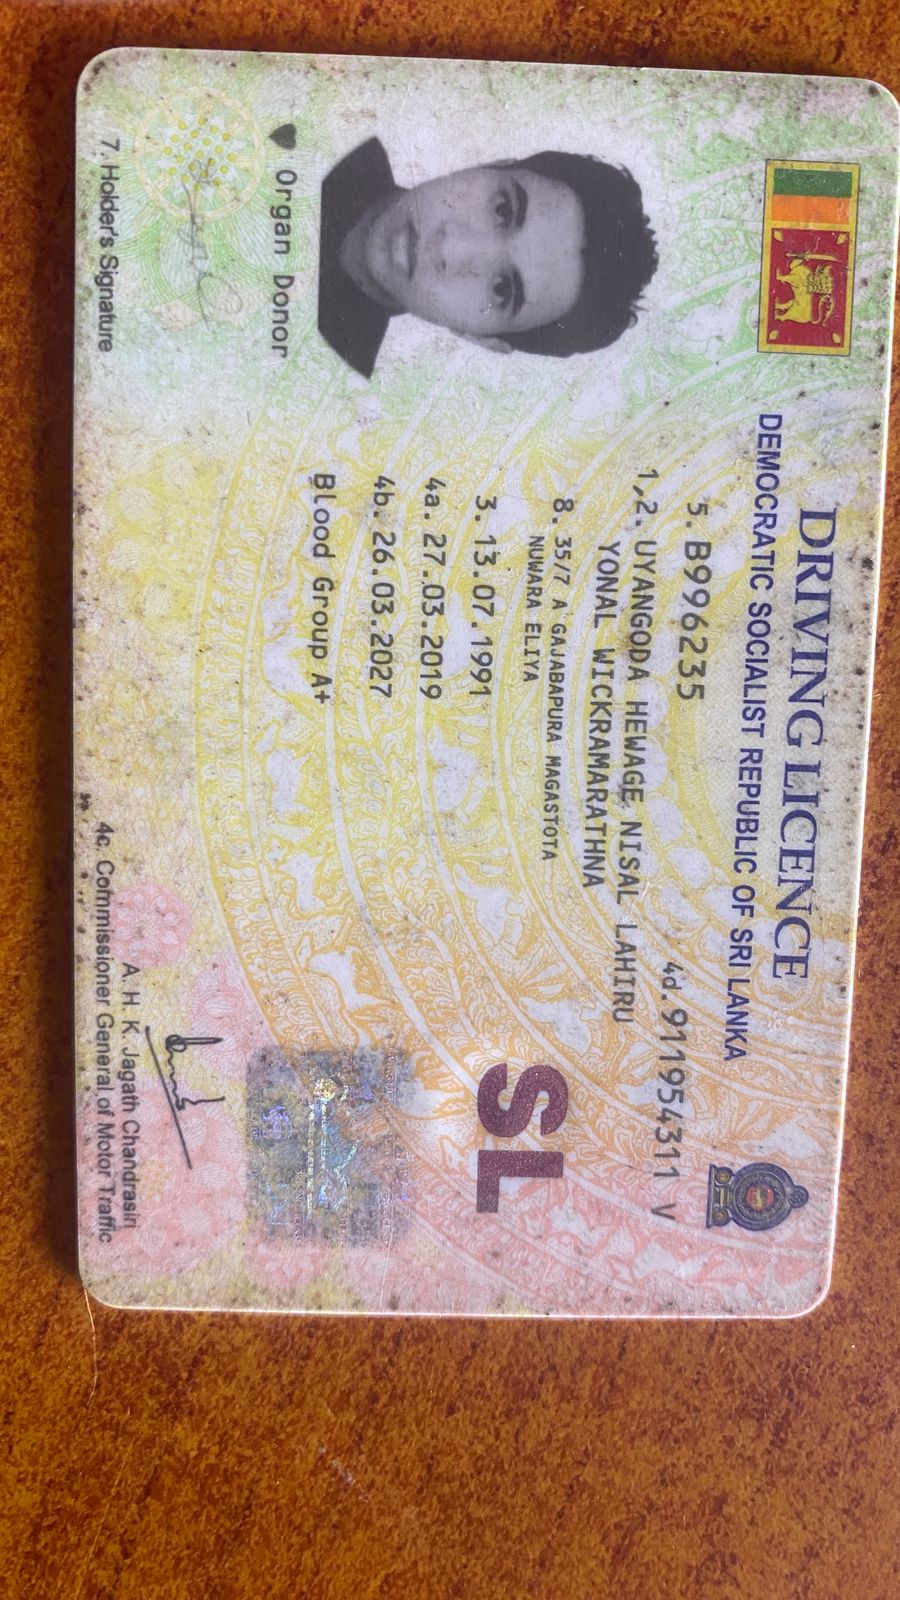 DRIVING LICENCE
DEMOCRATIC SOCIALIST REPUBLIC OF SRI LANKA
5. B996235
4d. 911954311 V
1,2. UYANGODA HEWAGE NISAL LAHIRU
YONAL WICKRAMARATHNA
8. 35/7 A GAJABAPURA MAGASTOTA
NUWARA ELIYA
SL
3. 13.07.1991
4a. 27.03.2019
4b. 26.03.2027
Blood Group A+
Organ Donor
7. Holder's Signature
A. H. K. Jagath Chandrasiri
4c. Commissioner General of Motor Traffic